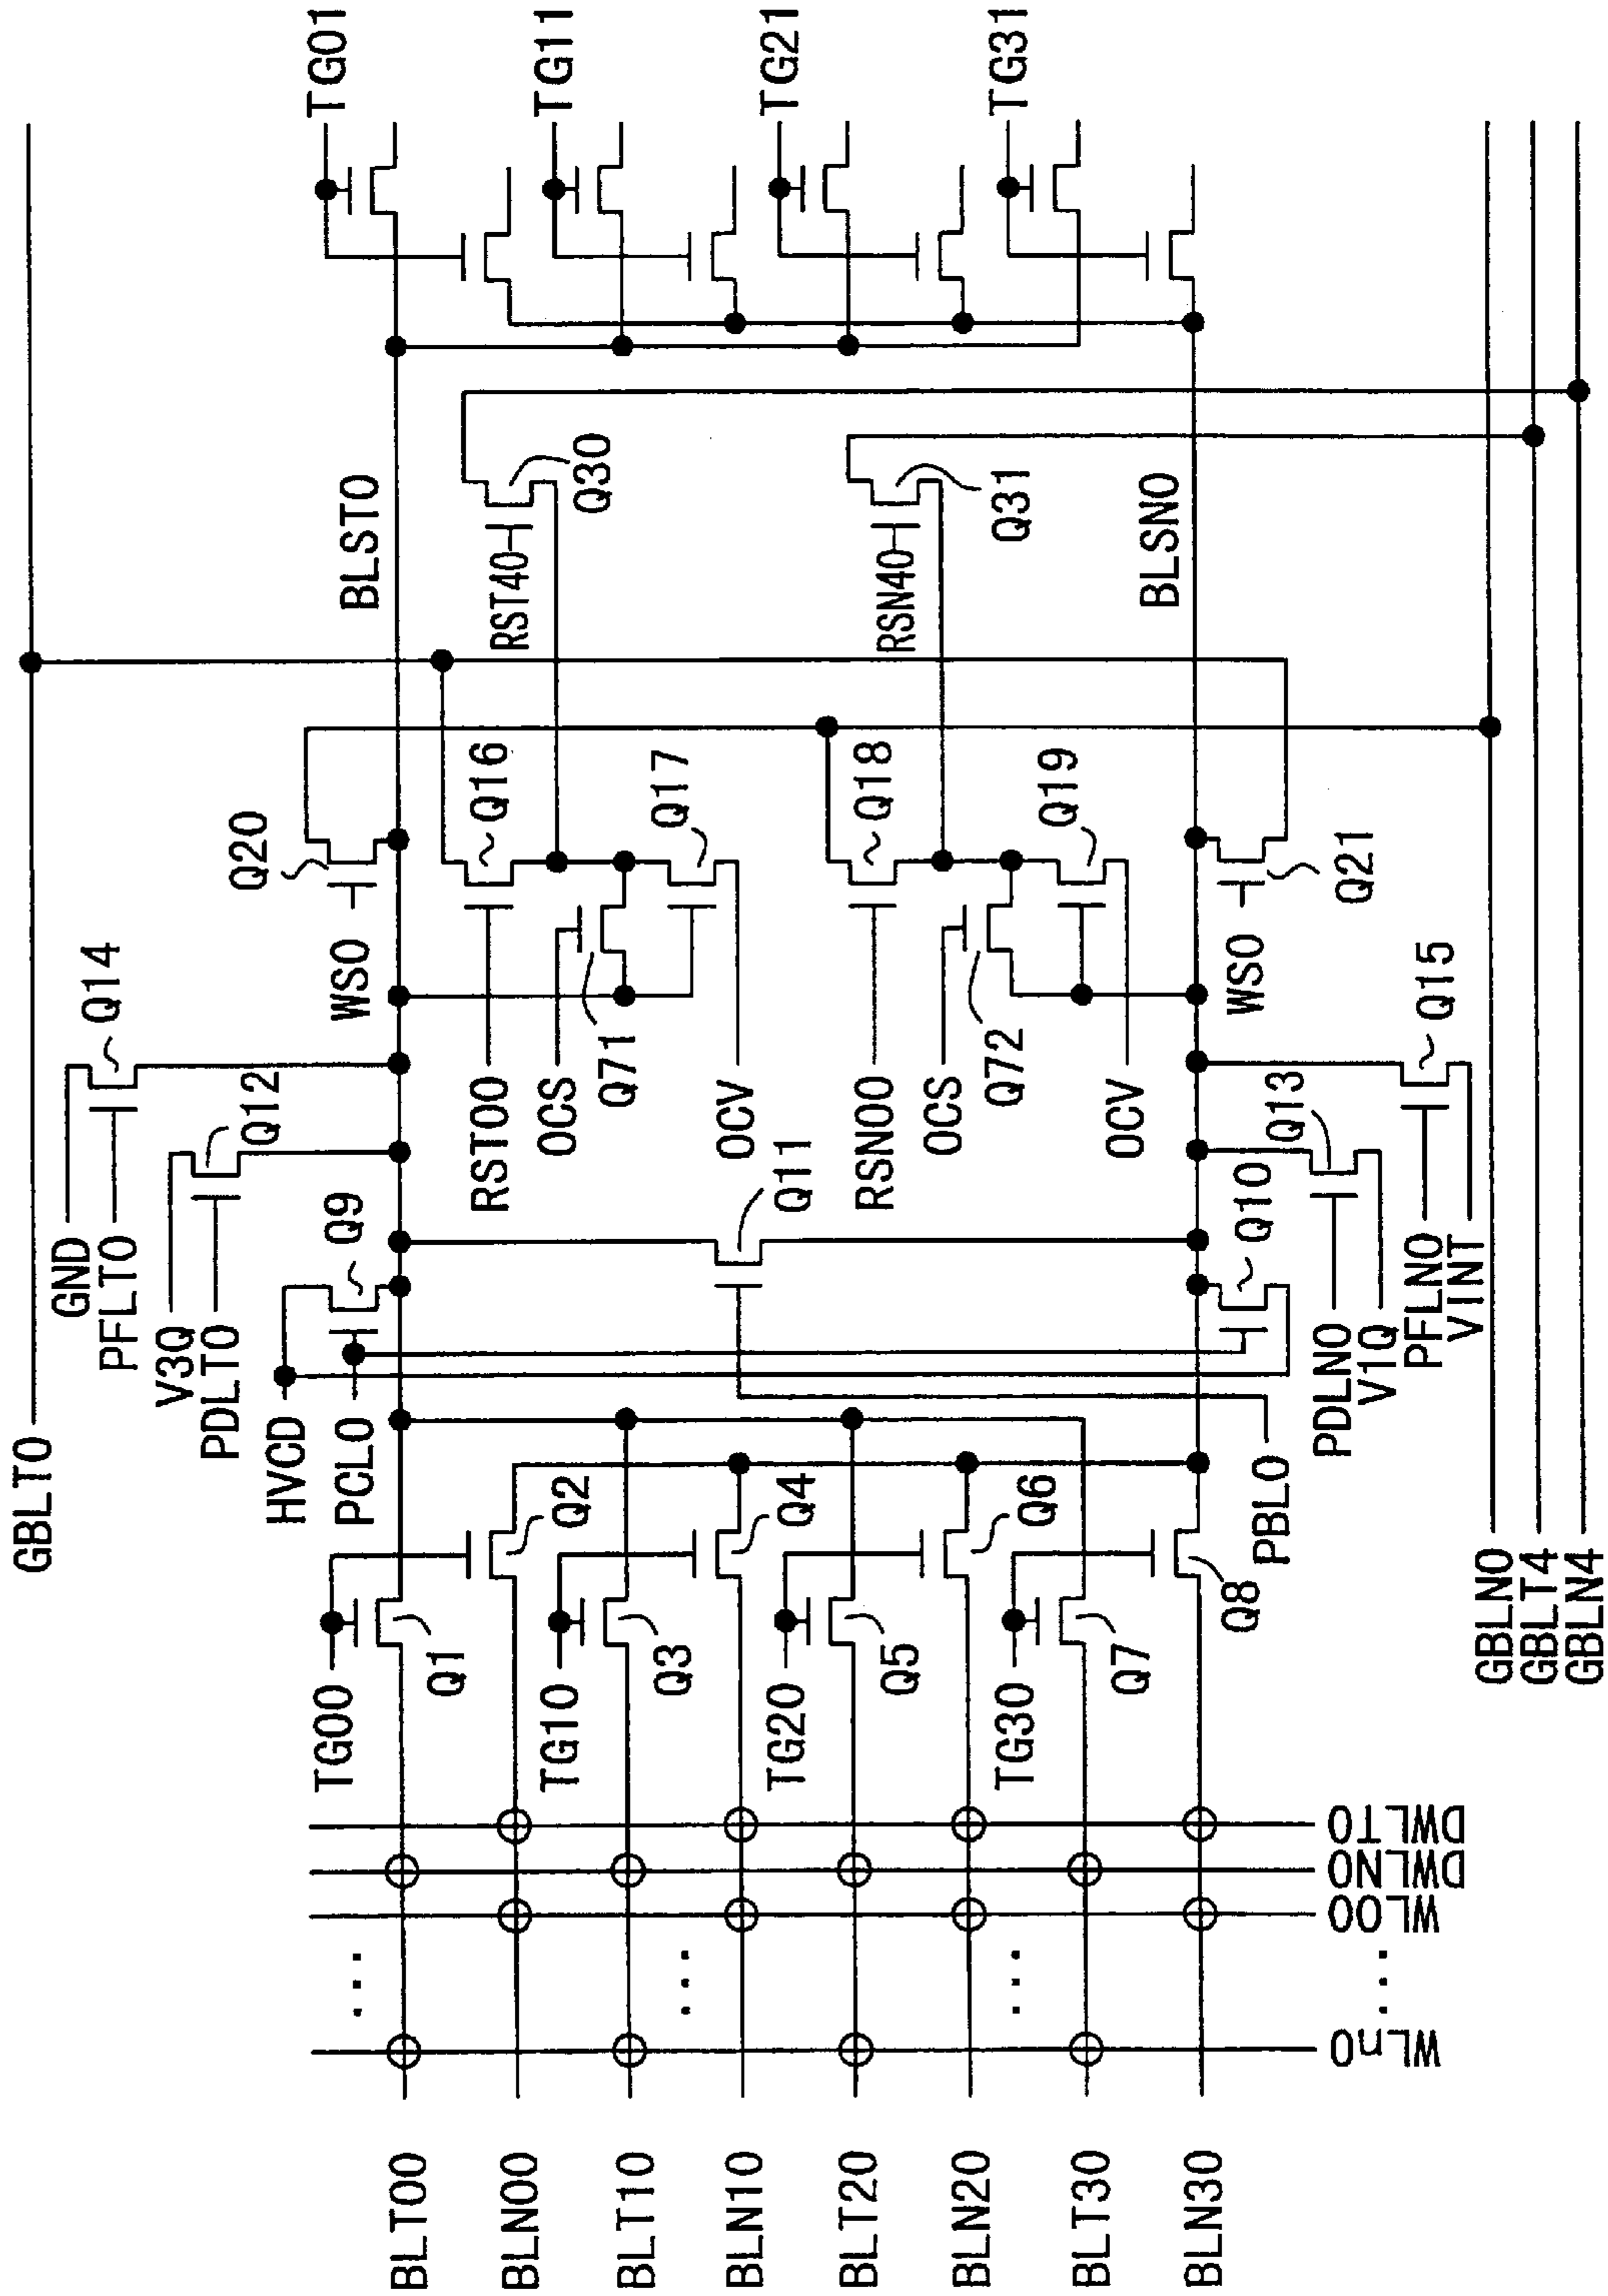 GBLT0
GND
PFLT0
V3Q
PDLT0
HVCD
PCL0
Q14
Q12
Q9
WS0
Q20
BLST0
TG01
TG11
TG21
TG31
Q16
Q17
RST40
Q30
RST00
OCS
Q71
OCV
Q11
Q18
Q19
RSN40
Q31
RSN00
OCS
Q72
OCV
BLSN0
WS0
Q21
Q15
Q13
Q10
PDLN0
V1Q
PFLN0
VINT
PBL0
GBLN0
GBLT4
GBLN4
TG00
Q1
Q2
TG10
Q3
Q4
TG20
Q5
Q6
TG30
Q7
Q8
DWLT0
DWLN0
WL00
...
...
...
...
WLn0
BLT00
BLN00
BLT10
BLN10
BLT20
BLN20
BLT30
BLN30